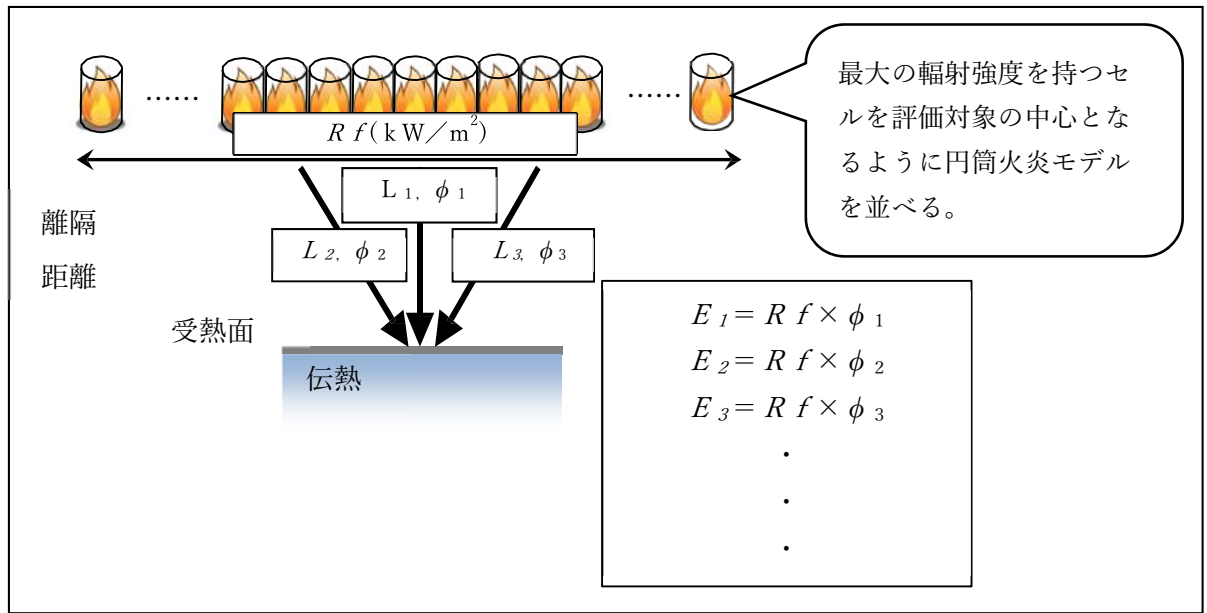 最大の輻射強度を持つセ
ルを評価対象の中心とな
るように円筒火炎モデル
を並べる。
……
……
R f(kW／m²)
L₁, φ₁
L₂, φ₂
L₃, φ₃
離隔
距離
受熱面
伝熱
E₁＝R f×φ₁
E₂＝R f×φ₂
E₃＝R f×φ₃
・
・
・